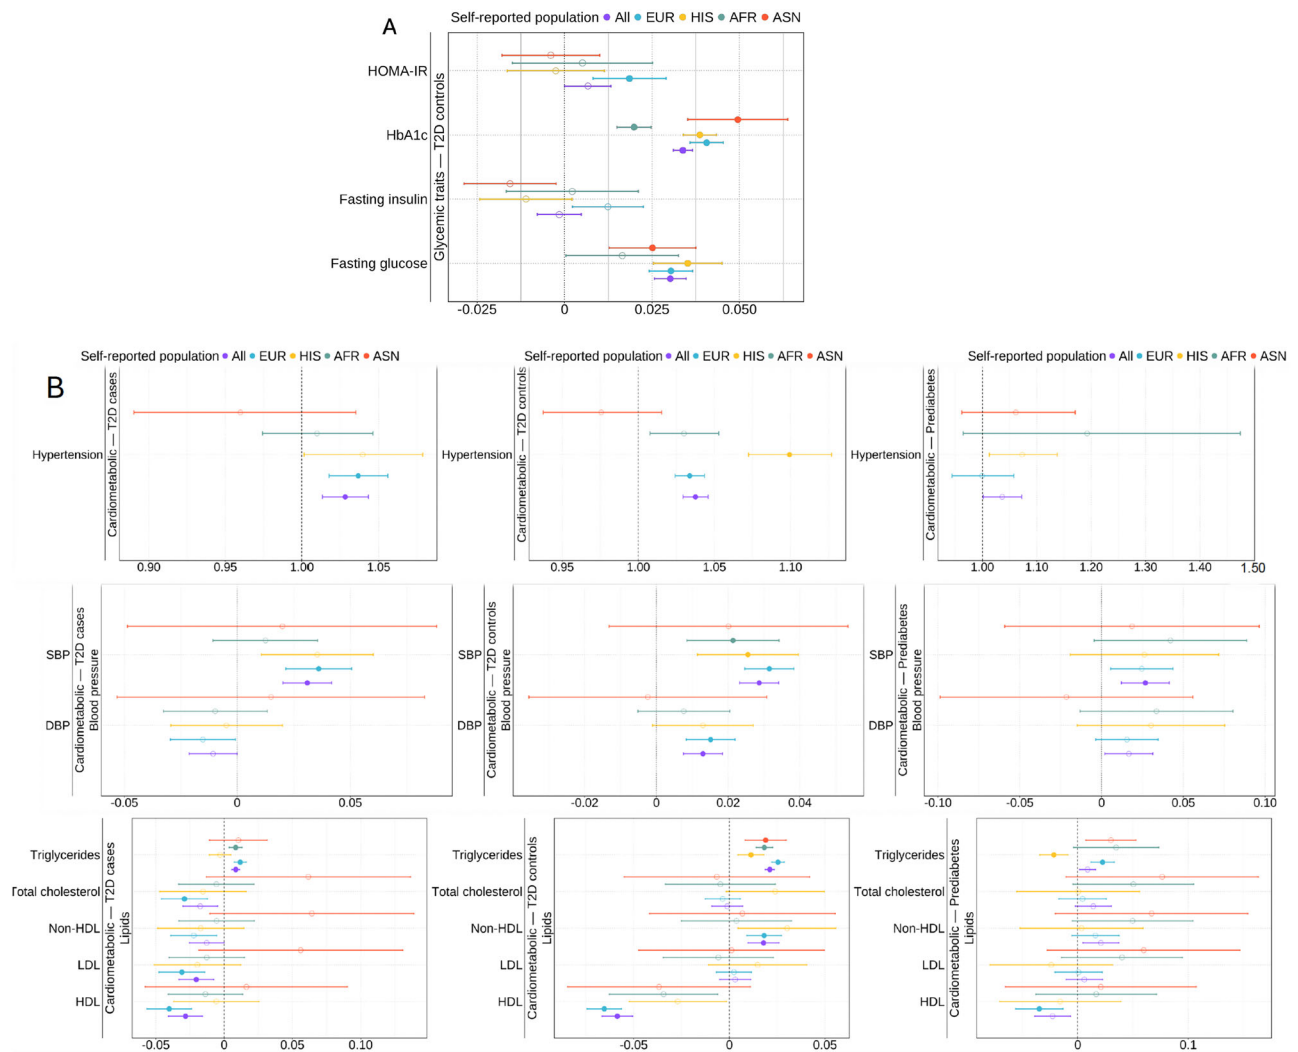 A
Self-reported population All EUR HIS AFR ASN
Glycemic traits — T2D controls
HOMA-IR
HbA1c
Fasting insulin
Fasting glucose
-0.025 0 0.025 0.050
B
Self-reported population All EUR HIS AFR ASN
Cardiometabolic — T2D cases
Hypertension
0.90 0.95 1.00 1.05
Self-reported population All EUR HIS AFR ASN
Cardiometabolic — T2D controls
Hypertension
0.95 1.00 1.05 1.10
Self-reported population All EUR HIS AFR ASN
Cardiometabolic — Prediabetes
Hypertension
1.00 1.10 1.20 1.30 1.40 1.50
Cardiometabolic — T2D cases
Blood pressure
SBP
DBP
-0.05 0 0.05
Cardiometabolic — T2D controls
Blood pressure
SBP
DBP
-0.02 0 0.02 0.04
Cardiometabolic — Prediabetes
Blood pressure
SBP
DBP
-0.10 -0.05 0 0.05 0.10
Cardiometabolic — T2D cases
Lipids
Triglycerides
Total cholesterol
Non-HDL
LDL
HDL
-0.05 0 0.05 0.10
Cardiometabolic — T2D controls
Lipids
Triglycerides
Total cholesterol
Non-HDL
LDL
HDL
-0.05 0 0.05
Cardiometabolic — Prediabetes
Lipids
Triglycerides
Total cholesterol
Non-HDL
LDL
HDL
0 0.1